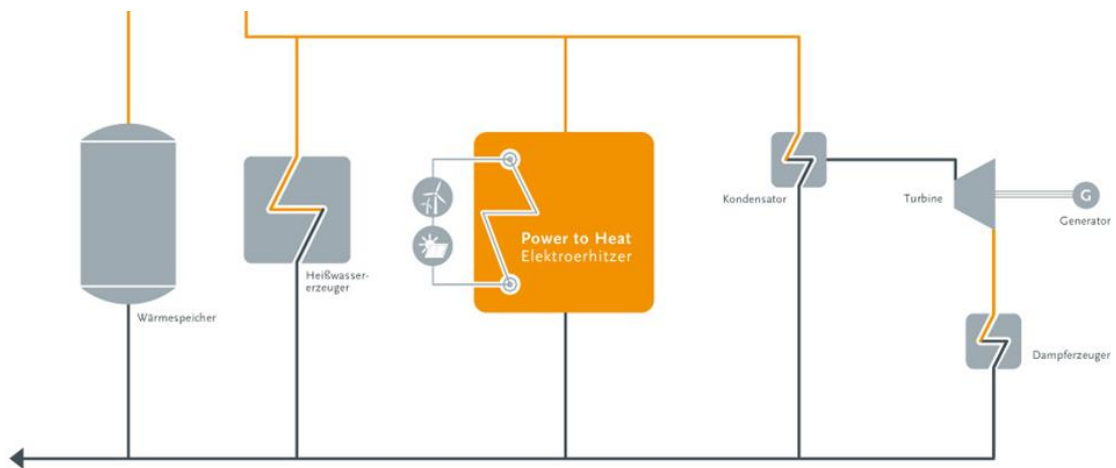 Kondensator
Turbine
G
Generator
Power to Heat
Elektroerhitzer
Heißwasser-
erzeuger
Wärmespeicher
Dampferzeuger